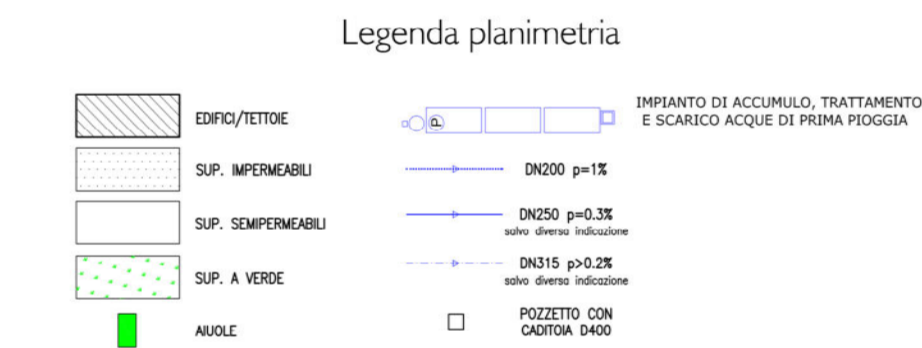 Legenda planimetria
EDIFICI/TETTOIE
SUP. IMPERMEABILI
SUP. SEMIPERMEABILI
SUP. A VERDE
AIUOLE
P
IMPIANTO DI ACCUMULO, TRATTAMENTO
E SCARICO ACQUE DI PRIMA PIOGGIA
DN200 p=1%
DN250 p=0.3%
salvo diversa indicazione
DN315 p>0.2%
salvo diversa indicazione
POZZETTO CON
CADITOIA D400